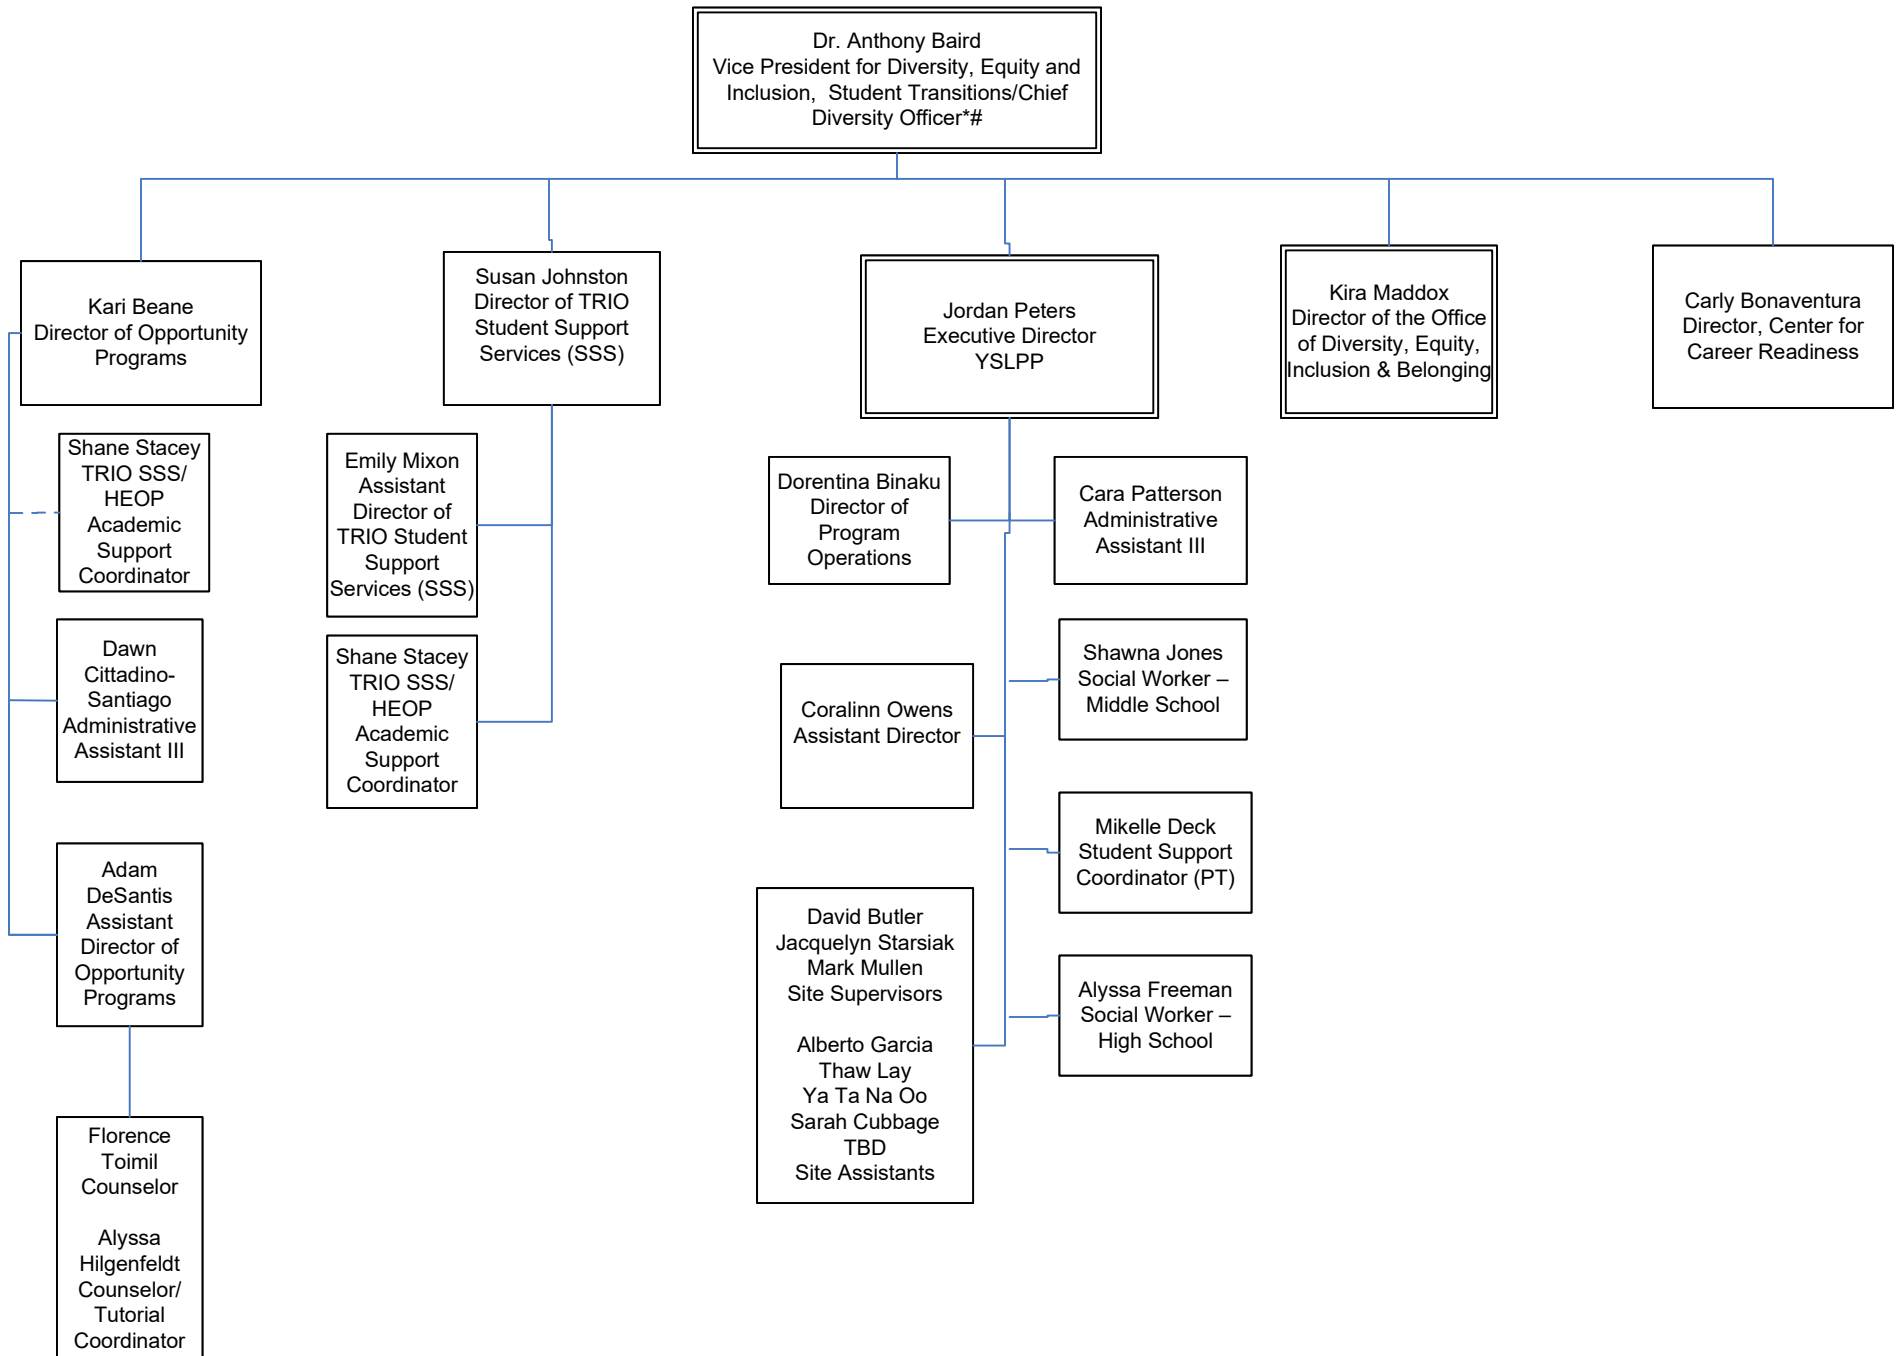 Dr. Anthony Baird
Vice President for Diversity, Equity and
Inclusion,  Student Transitions/Chief
Diversity Officer*#
Kari Beane
Director of Opportunity
Programs
Susan Johnston
Director of TRIO
Student Support
Services (SSS)
Jordan Peters
Executive Director
YSLPP
Kira Maddox
Director of the Office
of Diversity, Equity,
Inclusion & Belonging
Carly Bonaventura
Director, Center for
Career Readiness
Shane Stacey
TRIO SSS/
HEOP
Academic
Support
Coordinator
Dawn
Cittadino-
Santiago
Administrative
Assistant III
Adam
DeSantis
Assistant
Director of
Opportunity
Programs
Florence
Toimil
Counselor
Alyssa
Hilgenfeldt
Counselor/
Tutorial
Coordinator
Emily Mixon
Assistant
Director of
TRIO Student
Support
Services (SSS)
Shane Stacey
TRIO SSS/
HEOP
Academic
Support
Coordinator
Dorentina Binaku
Director of
Program
Operations
Cara Patterson
Administrative
Assistant III
Coralinn Owens
Assistant Director
Shawna Jones
Social Worker –
Middle School
Mikelle Deck
Student Support
Coordinator (PT)
David Butler
Jacquelyn Starsiak
Mark Mullen
Site Supervisors
Alberto Garcia
Thaw Lay
Ya Ta Na Oo
Sarah Cubbage
TBD
Site Assistants
Alyssa Freeman
Social Worker –
High School